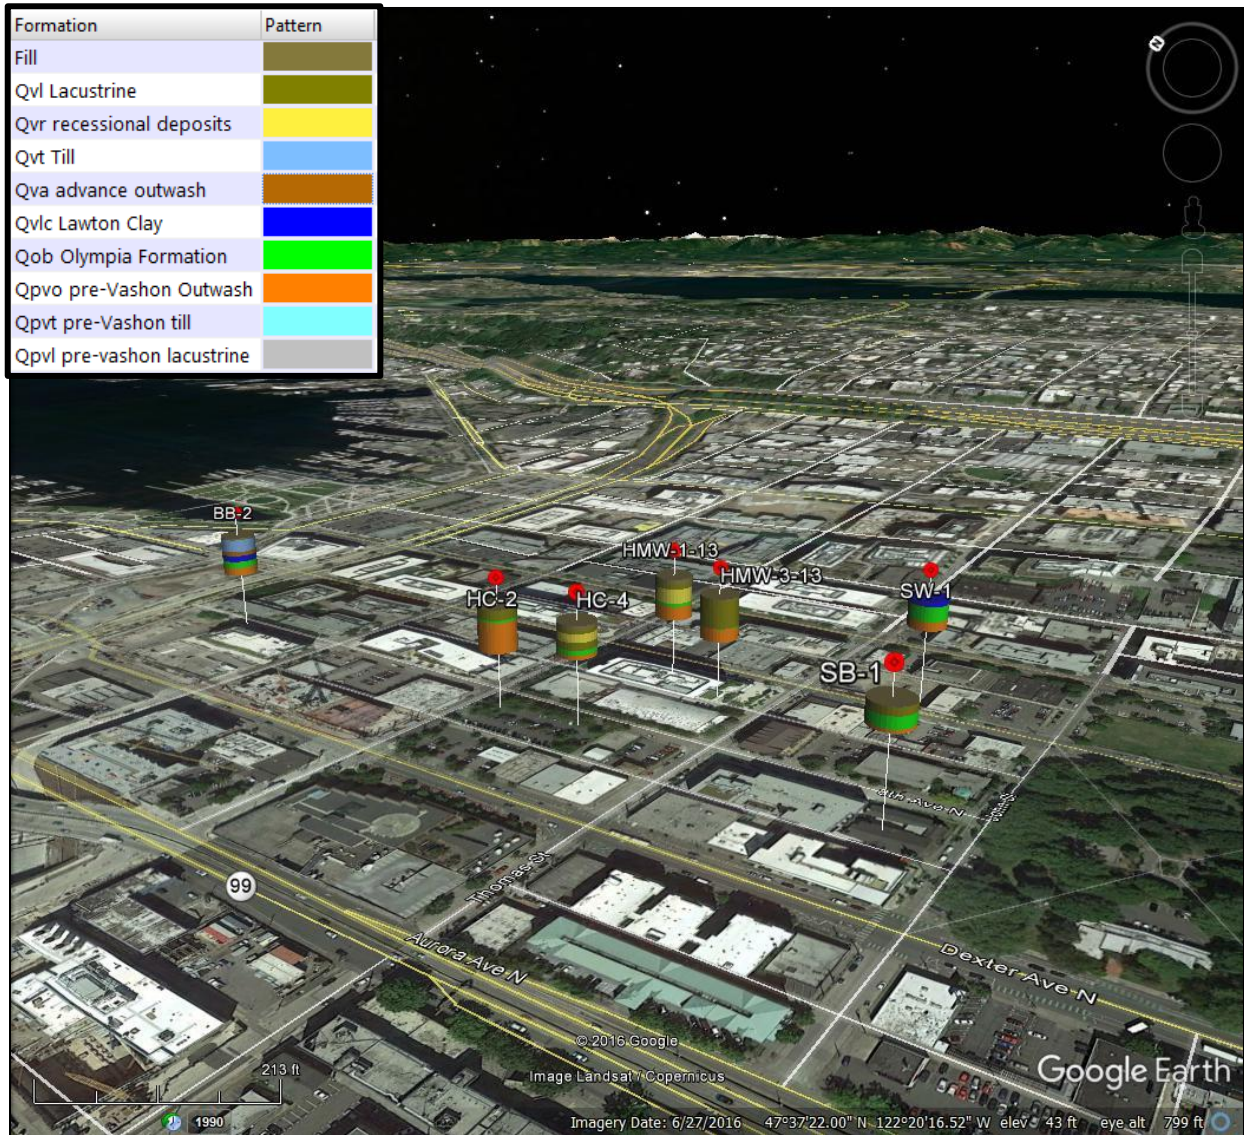 Formation Pattern
Fill
Qvl Lacustrine
Qvr recessional deposits
Qvt Till
Qva advance outwash
Qvlc Lawton Clay
Qob Olympia Formation
Qpvo pre-Vashon Outwash
Qpvt pre-Vashon till
Qpvl pre-vashon lacustrine
N
BB-2
HMW-1-13
HMW-3-13
HC-2
HC-4
SW-1
SB-1
9th Ave N
John St
Thomas St
99
Aurora Ave N
Dexter Ave N
© 2016 Google
Image Landsat / Copernicus
Google Earth
213 ft
1990
Imagery Date: 6/27/2016 47°37'22.00" N 122°20'16.52" W elev 43 ft eye alt 799 ft